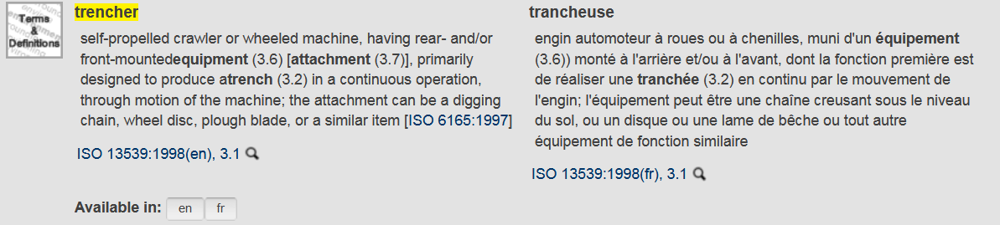 Terms
&
Definitions
trencher
self-propelled crawler or wheeled machine, having rear- and/or
front-mountedequipment (3.6) [attachment (3.7)], primarily
designed to produce atrench (3.2) in a continuous operation,
through motion of the machine; the attachment can be a digging
chain, wheel disc, plough blade, or a similar item [ISO 6165:1997]
ISO 13539:1998(en), 3.1
trancheuse
engin automoteur à roues ou à chenilles, muni d'un équipement
(3.6)) monté à l'arrière et/ou à l'avant, dont la fonction première est
de réaliser une tranchée (3.2) en continu par le mouvement de
l'engin; l'équipement peut être une chaîne creusant sous le niveau
du sol, ou un disque ou une lame de bêche ou tout autre
équipement de fonction similaire
ISO 13539:1998(fr), 3.1
Available in: en fr